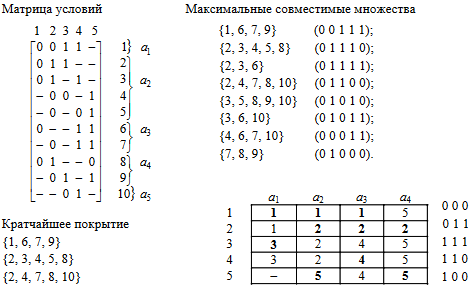 Матрица условий
1 2 3 4 5
0 0 1 1 – 1} a1
0 1 1 – – 2
0 1 – 1 – 3 a2
– 0 0 – 1 4
– 0 – 0 1 5
0 – – 1 1 6 a3
– 0 – 1 1 7
0 1 – – 0 8 a4
– 0 1 – 1 9
– – 0 1 – 10} a5
Кратчайшее покрытие
{1, 6, 7, 9}
{2, 3, 4, 5, 8}
{2, 4, 7, 8, 10}
Максимальные совместимые множества
{1, 6, 7, 9} (0 0 1 1 1);
{2, 3, 4, 5, 8} (0 1 1 1 0);
{2, 3, 6} (0 1 1 1 1);
{2, 4, 7, 8, 10} (0 1 1 0 0);
{3, 5, 8, 9, 10} (0 1 0 1 0);
{3, 6, 10} (0 1 0 1 1);
{4, 6, 7, 10} (0 0 0 1 1);
{7, 8, 9} (0 1 0 0 0).
a1 a2 a3 a4
1 1 1 1 5 0 0 0
2 1 2 2 2 0 1 1
3 3 2 4 5 1 1 1
4 3 2 4 5 1 1 0
5 – 5 4 5 1 0 0